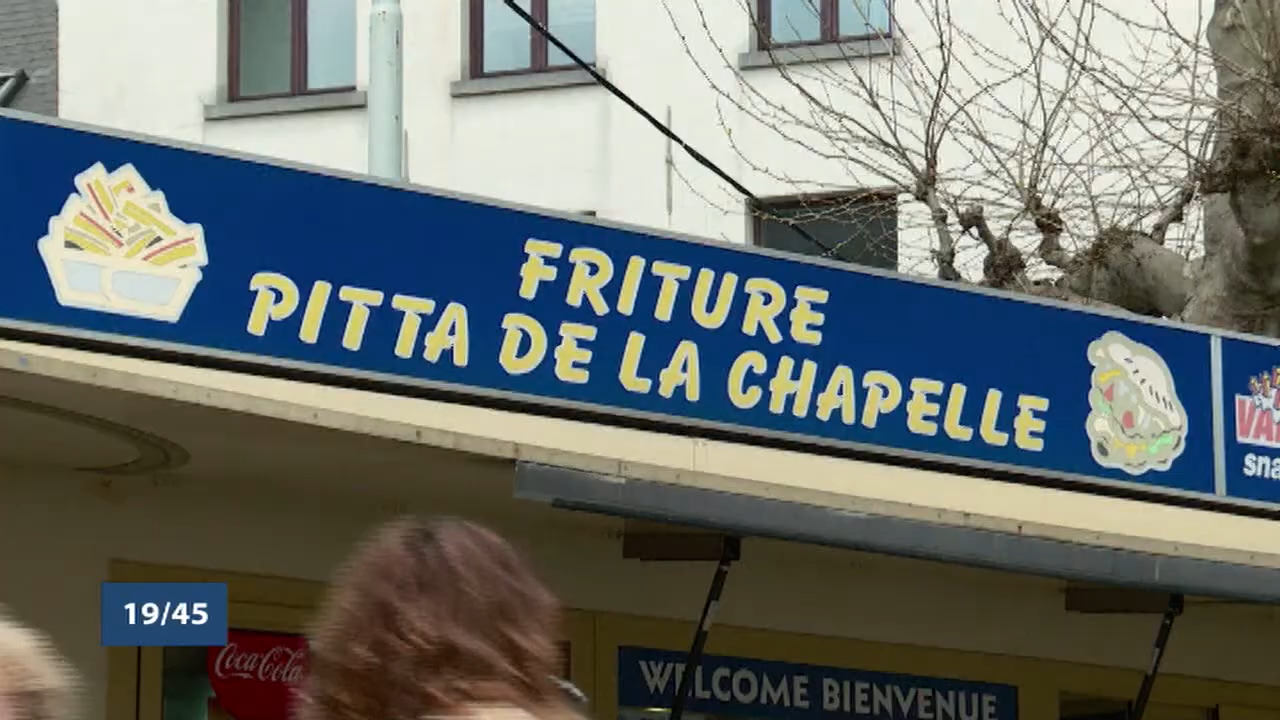 FRITURE
PITTA DE LA CHAPELLE
19/45
Coca-Cola
WELCOME BIENVENUE